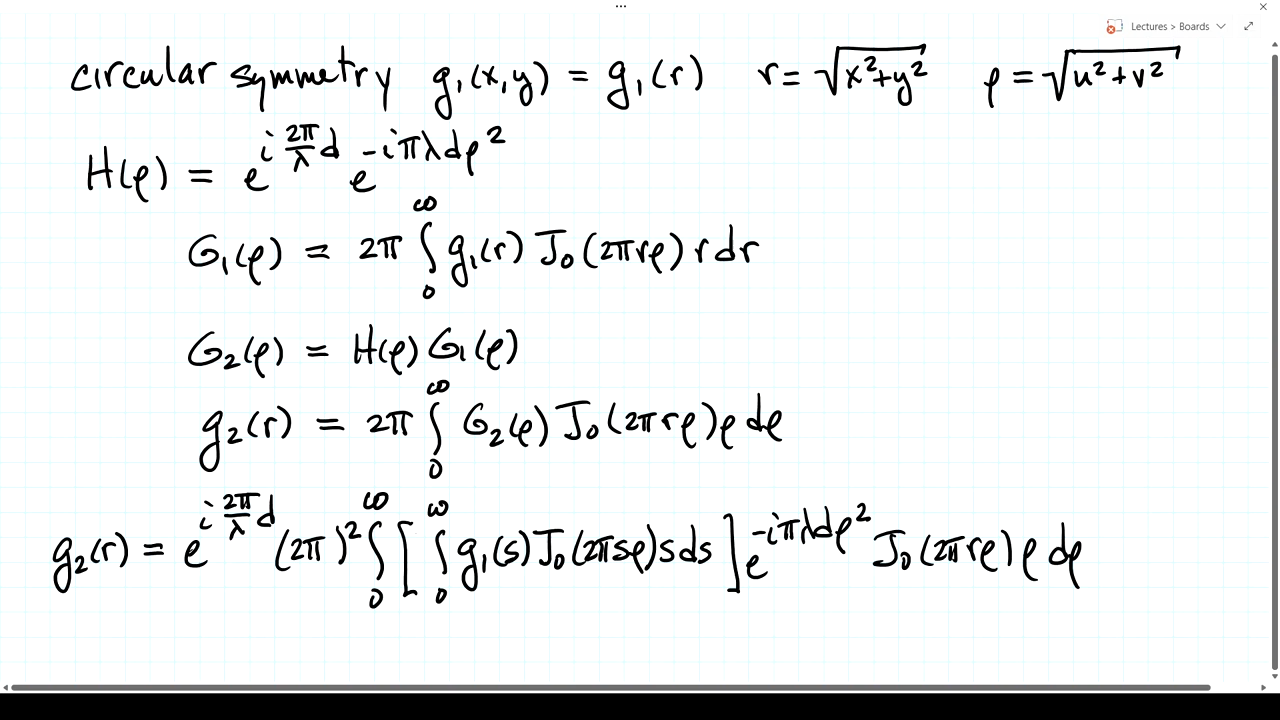 ...
Lectures > Boards
circular symmetry g₁(x,y) = g₁(r) r = √(x²+y²) ρ = √(u²+v²)
H(ρ) = e^{i 2π/λ d} e^{-iπλdρ²}
G₁(ρ) = 2π ∫₀^∞ g₁(r) J₀(2πrρ) r dr
G₂(ρ) = H(ρ) G₁(ρ)
g₂(r) = 2π ∫₀^∞ G₂(ρ) J₀(2πrρ) ρ dρ
g₂(r) = e^{i 2π/λ d} (2π)² ∫₀^∞ [ ∫₀^∞ g₁(s) J₀(2πsρ) s ds ] e^{-iπλdρ²} J₀(2πrρ) ρ dρ